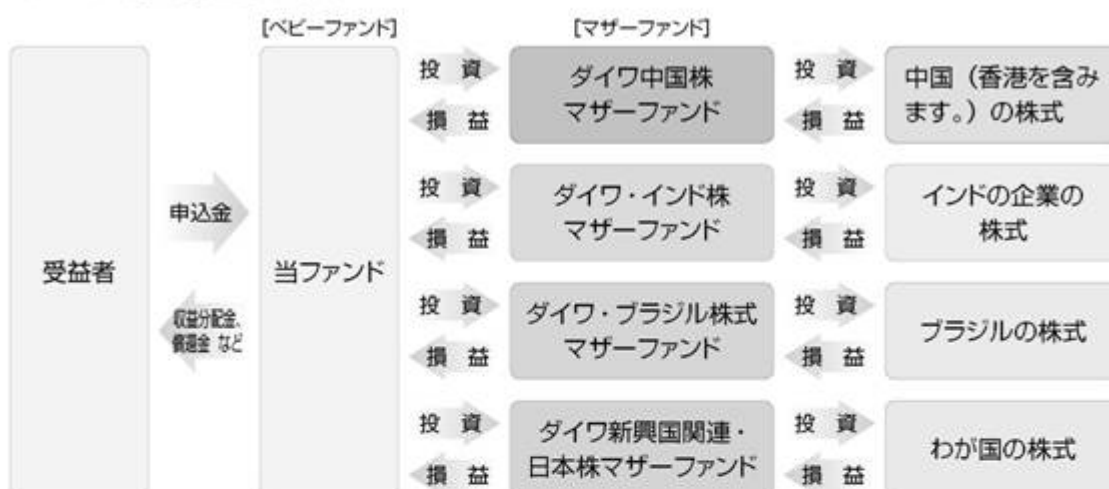 [ベビーファンド]
[マザーファンド]
受益者
申込金
収益分配金、
償還金 など
当ファンド
投 資
損 益
ダイワ中国株
マザーファンド
投 資
損 益
中国（香港を含み
ます。）の株式
投 資
損 益
ダイワ・インド株
マザーファンド
投 資
損 益
インドの企業の
株式
投 資
損 益
ダイワ・ブラジル株式
マザーファンド
投 資
損 益
ブラジルの株式
投 資
損 益
ダイワ新興国関連・
日本株マザーファンド
投 資
損 益
わが国の株式